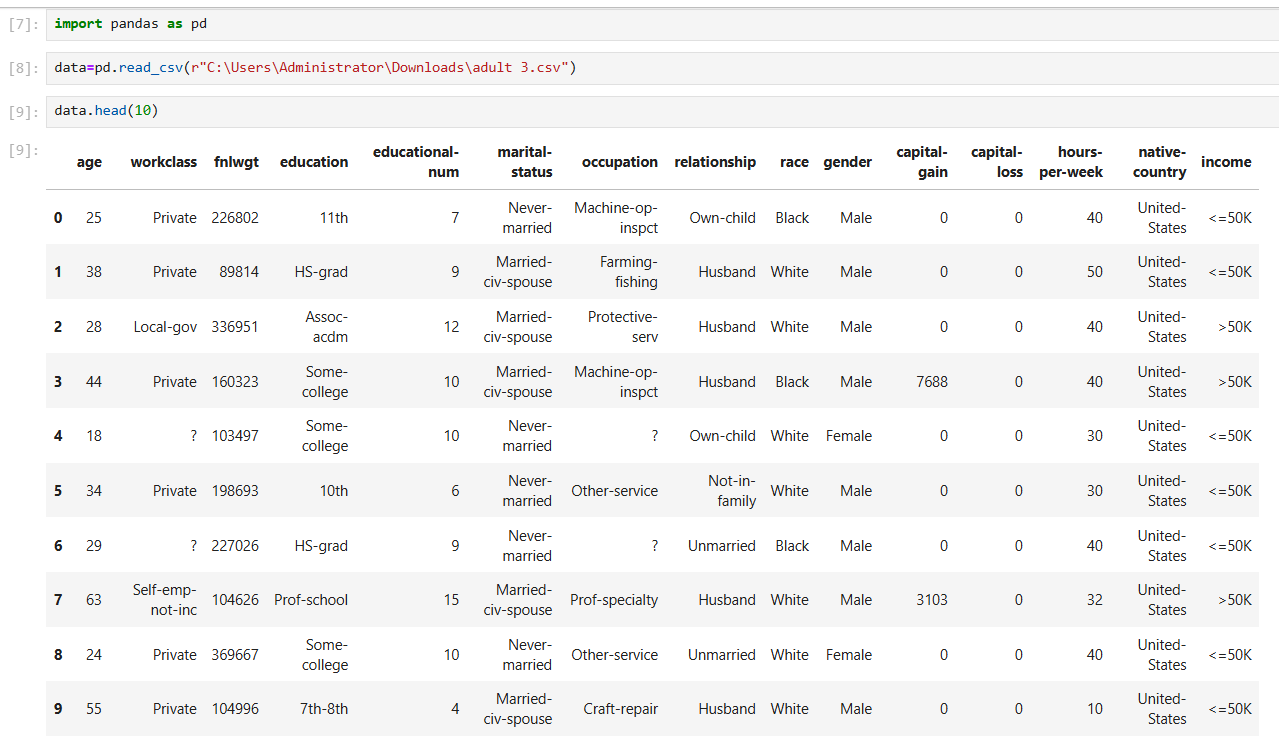 [7]: import pandas as pd
[8]: data=pd.read_csv(r"C:\Users\Administrator\Downloads\adult 3.csv")
[9]: data.head(10)
[9]:
age workclass fnlwgt education educational-num marital-status occupation relationship race gender capital-gain capital-loss hours-per-week native-country income
0 25 Private 226802 11th 7 Never-married Machine-op-inspct Own-child Black Male 0 0 40 United-States <=50K
1 38 Private 89814 HS-grad 9 Married-civ-spouse Farming-fishing Husband White Male 0 0 50 United-States <=50K
2 28 Local-gov 336951 Assoc-acdm 12 Married-civ-spouse Protective-serv Husband White Male 0 0 40 United-States >50K
3 44 Private 160323 Some-college 10 Married-civ-spouse Machine-op-inspct Husband Black Male 7688 0 40 United-States >50K
4 18 ? 103497 Some-college 10 Never-married ? Own-child White Female 0 0 30 United-States <=50K
5 34 Private 198693 10th 6 Never-married Other-service Not-in-family White Male 0 0 30 United-States <=50K
6 29 ? 227026 HS-grad 9 Never-married ? Unmarried Black Male 0 0 40 United-States <=50K
7 63 Self-emp-not-inc 104626 Prof-school 15 Married-civ-spouse Prof-specialty Husband White Male 3103 0 32 United-States >50K
8 24 Private 369667 Some-college 10 Never-married Other-service Unmarried White Female 0 0 40 United-States <=50K
9 55 Private 104996 7th-8th 4 Married-civ-spouse Craft-repair Husband White Male 0 0 10 United-States <=50K